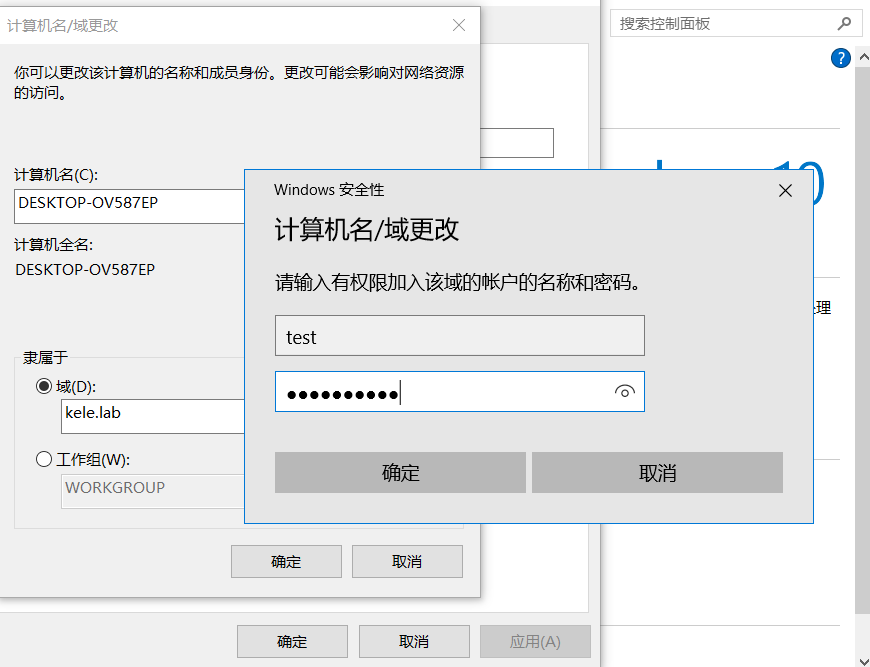 计算机名/域更改
搜索控制面板
你可以更改该计算机的名称和成员身份。更改可能会影响对网络资源
的访问。
计算机名(C):
DESKTOP-OV587EP
计算机全名:
DESKTOP-OV587EP
隶属于
域(D):
kele.lab
工作组(W):
WORKGROUP
确定
取消
Windows 安全性
计算机名/域更改
请输入有权限加入该域的帐户的名称和密码。
test
确定
取消
10
理
确定
取消
应用(A)